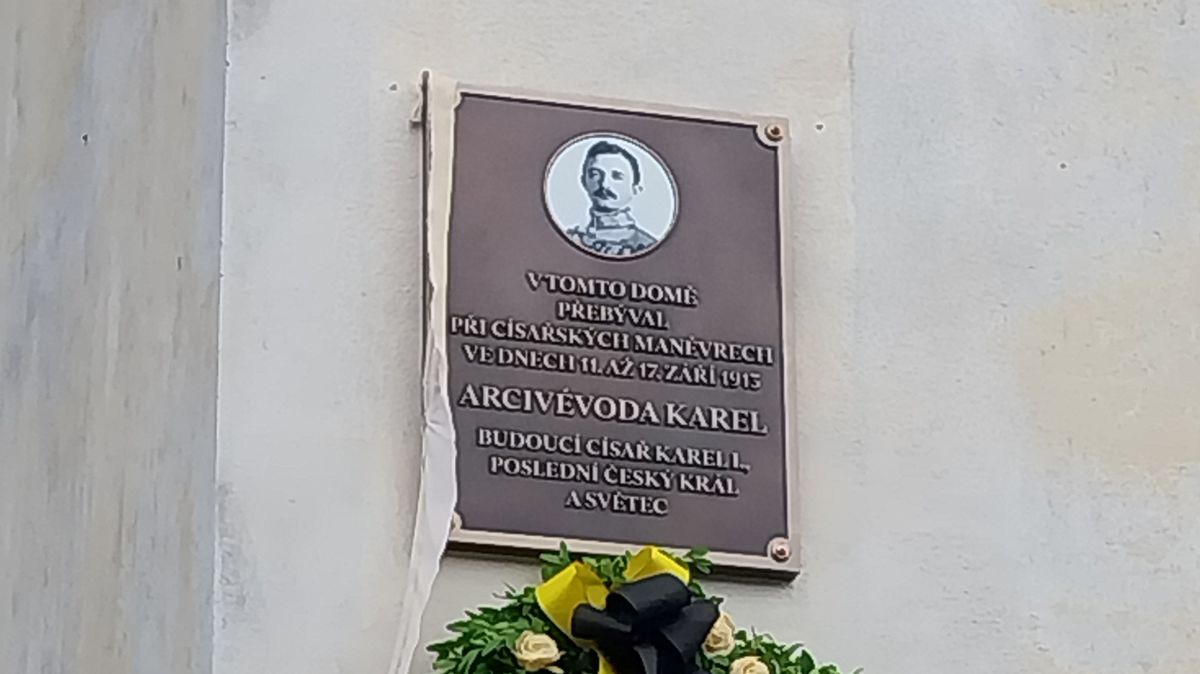 V TOMTO DOMĚ
PŘEBÝVAL
PŘI CÍSAŘSKÝCH MANÉVRECH
VE DNECH 11. AŽ 17. ZÁŘÍ 1913
ARCIVÉVODA KAREL
BUDOUCÍ CÍSAŘ KAREL I.,
POSLEDNÍ ČESKÝ KRÁL
A SVĚTEC